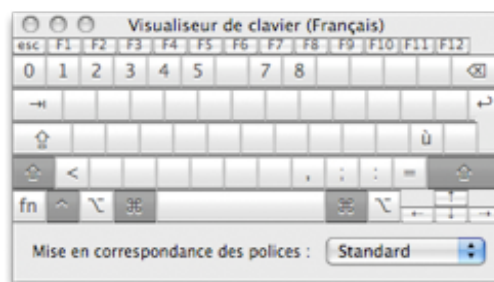 Visualiseur de clavier (Français)
esc F1 F2 F3 F4 F5 F6 F7 F8 F9 F10 F11 F12
0 1 2 3 4 5 7 8 ⌫
⇥ ↩
⇪ ù
⇧ < , ; : = ⇧
fn ^ ⌥ ⌘ ⌘ ⌥ ← ↑ ↓ →
Mise en correspondance des polices : Standard